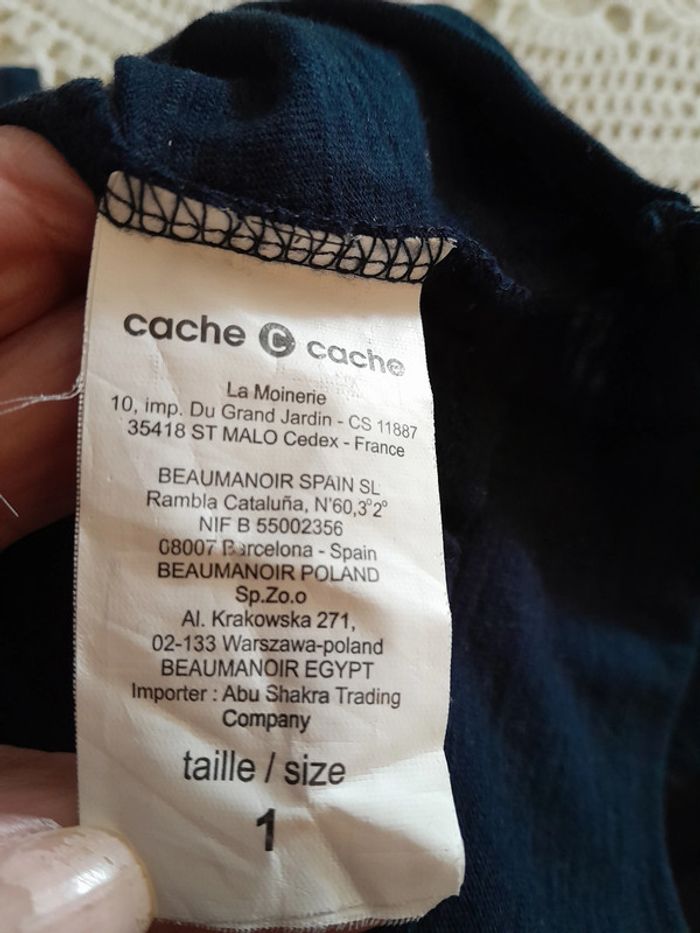 cache C cache
La Moinerie
10, imp. Du Grand Jardin - CS 11887
35418 ST MALO Cedex - France
BEAUMANOIR SPAIN SL
Rambla Cataluña, N'60,3º2º
NIF B 55002356
08007 Barcelona - Spain
BEAUMANOIR POLAND
Sp.Zo.o
Al. Krakowska 271,
02-133 Warszawa-poland
BEAUMANOIR EGYPT
Importer : Abu Shakra Trading
Company
taille / size
1